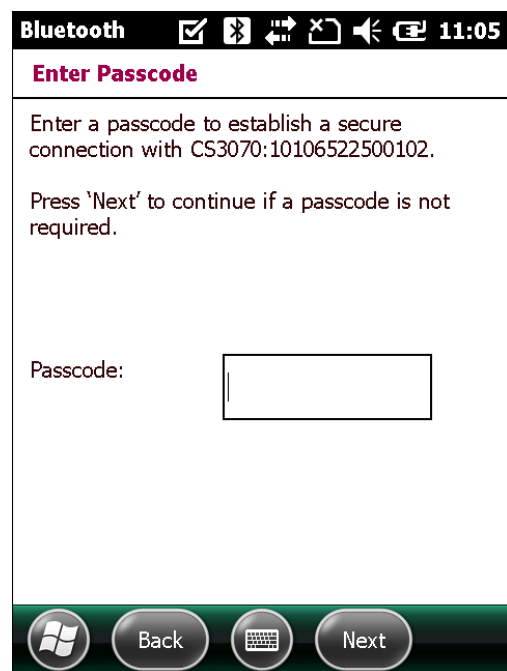 Bluetooth 11:05
Enter Passcode
Enter a passcode to establish a secure
connection with CS3070:10106522500102.
Press ‘Next’ to continue if a passcode is not
required.
Passcode:
Back Next